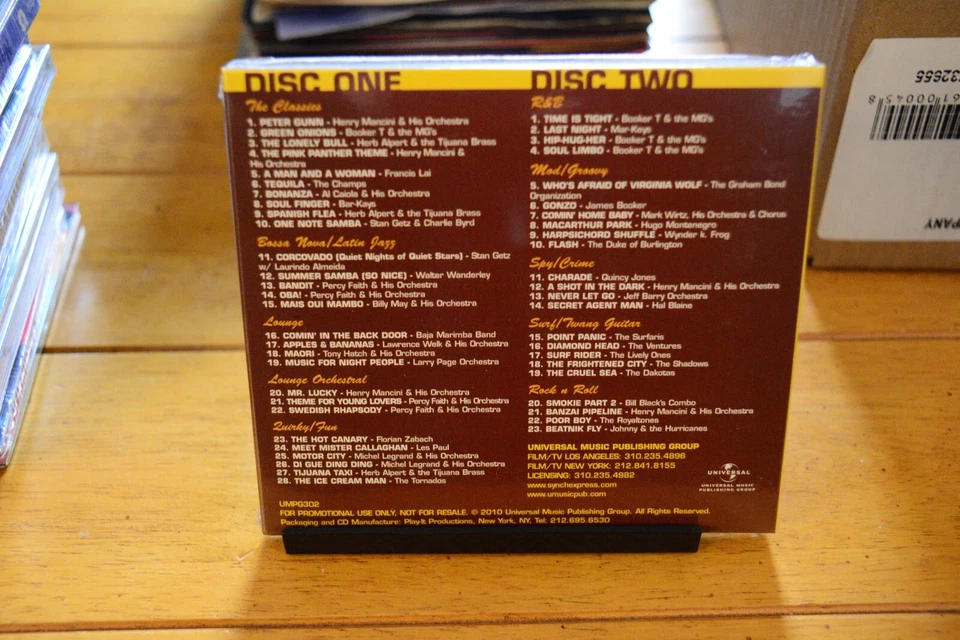 DISC ONE
The Classics
1. PETER GUNN - Henry Mancini & His Orchestra
2. GREEN ONIONS - Booker T & the MG's
3. THE LONELY BULL - Herb Alpert & the Tijuana Brass
4. THE PINK PANTHER THEME - Henry Mancini &
His Orchestra
5. A MAN AND A WOMAN - Francis Lai
6. TEQUILA - The Champs
7. BONANZA - Al Caiola & His Orchestra
8. SOUL FINGER - Bar-Kays
9. SPANISH FLEA - Herb Alpert & the Tijuana Brass
10. ONE NOTE SAMBA - Stan Getz & Charlie Byrd
Bossa Nova/Latin Jazz
11. CORCOVADO (Quiet Nights of Quiet Stars) - Stan Getz
w/ Laurindo Almeida
12. SUMMER SAMBA (SO NICE) - Walter Wanderley
13. BANDIT - Percy Faith & His Orchestra
14. OBA! - Percy Faith & His Orchestra
15. MAIS OUI MAMBO - Billy May & His Orchestra
Lounge
16. COMIN' IN THE BACK DOOR - Baja Marimba Band
17. APPLES & BANANAS - Lawrence Welk & His Orchestra
18. MAORI - Tony Hatch & His Orchestra
19. MUSIC FOR NIGHT PEOPLE - Larry Page Orchestra
Lounge Orchestral
20. MR. LUCKY - Henry Mancini & His Orchestra
21. THEME FOR YOUNG LOVERS - Percy Faith & His Orchestra
22. SWEDISH RHAPSODY - Percy Faith & His Orchestra
Quirky/Fun
23. THE HOT CANARY - Florian Zabach
24. MEET MISTER CALLAGHAN - Les Paul
25. MOTOR CITY - Michel Legrand & His Orchestra
26. DI GUE DING DING - Michel Legrand & His Orchestra
27. TIJUANA TAXI - Herb Alpert & the Tijuana Brass
28. THE ICE CREAM MAN - The Tornados
DISC TWO
R&B
1. TIME IS TIGHT - Booker T & the MG's
2. LAST NIGHT - Mar-Keys
3. HIP-HUG-HER - Booker T & the MG's
4. SOUL LIMBO - Booker T & the MG's
Mod/Groovy
5. WHO'S AFRAID OF VIRGINIA WOLF - The Graham Bond
Organization
6. GONZO - James Booker
7. COMIN' HOME BABY - Mark Wirtz, His Orchestra & Chorus
8. MACARTHUR PARK - Hugo Montanegro
9. HARPSICHORD SHUFFLE - Wynder k. Frog
10. FLASH - The Duke of Burlington
Spy/Crime
11. CHARADE - Quincy Jones
12. A SHOT IN THE DARK - Henry Mancini & His Orchestra
13. NEVER LET GO - Jeff Barry Orchestra
14. SECRET AGENT MAN - Hal Blaine
Surf/Twang Guitar
15. POINT PANIC - The Surfaris
16. DIAMOND HEAD - The Ventures
17. SURF RIDER - The Lively Ones
18. THE FRIGHTENED CITY - The Shadows
19. THE CRUEL SEA - The Dakotas
Rock n Roll
20. SMOKIE PART 2 - Bill Black's Combo
21. BANZAI PIPELINE - Henry Mancini & His Orchestra
22. POOR BOY - The Royaltones
23. BEATNIK FLY - Johnny & the Hurricanes
UNIVERSAL MUSIC PUBLISHING GROUP
FILM/TV LOS ANGELES: 310.235.4896
FILM/TV NEW YORK: 212.841.8155
LICENSING: 310.235.4982
www.synchexpress.com
www.umusicpub.com
UNIVERSAL
UNIVERSAL MUSIC
PUBLISHING GROUP
UMPG302
FOR PROMOTIONAL USE ONLY, NOT FOR RESALE. © 2010 Universal Music Publishing Group. All Rights Reserved.
Packaging and CD Manufacture: Play-It Productions, New York, NY, Tel: 212.695.6530